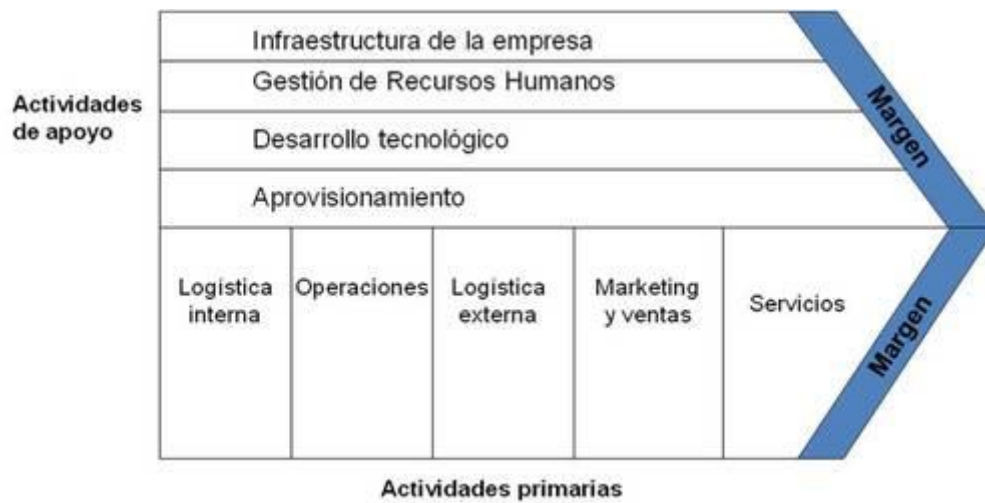 Infraestructura de la empresa
Gestión de Recursos Humanos
Actividades
de apoyo
Desarrollo tecnológico
Aprovisionamiento
Margen
Logística
interna
Operaciones
Logística
externa
Marketing
y ventas
Servicios
Margen
Actividades primarias